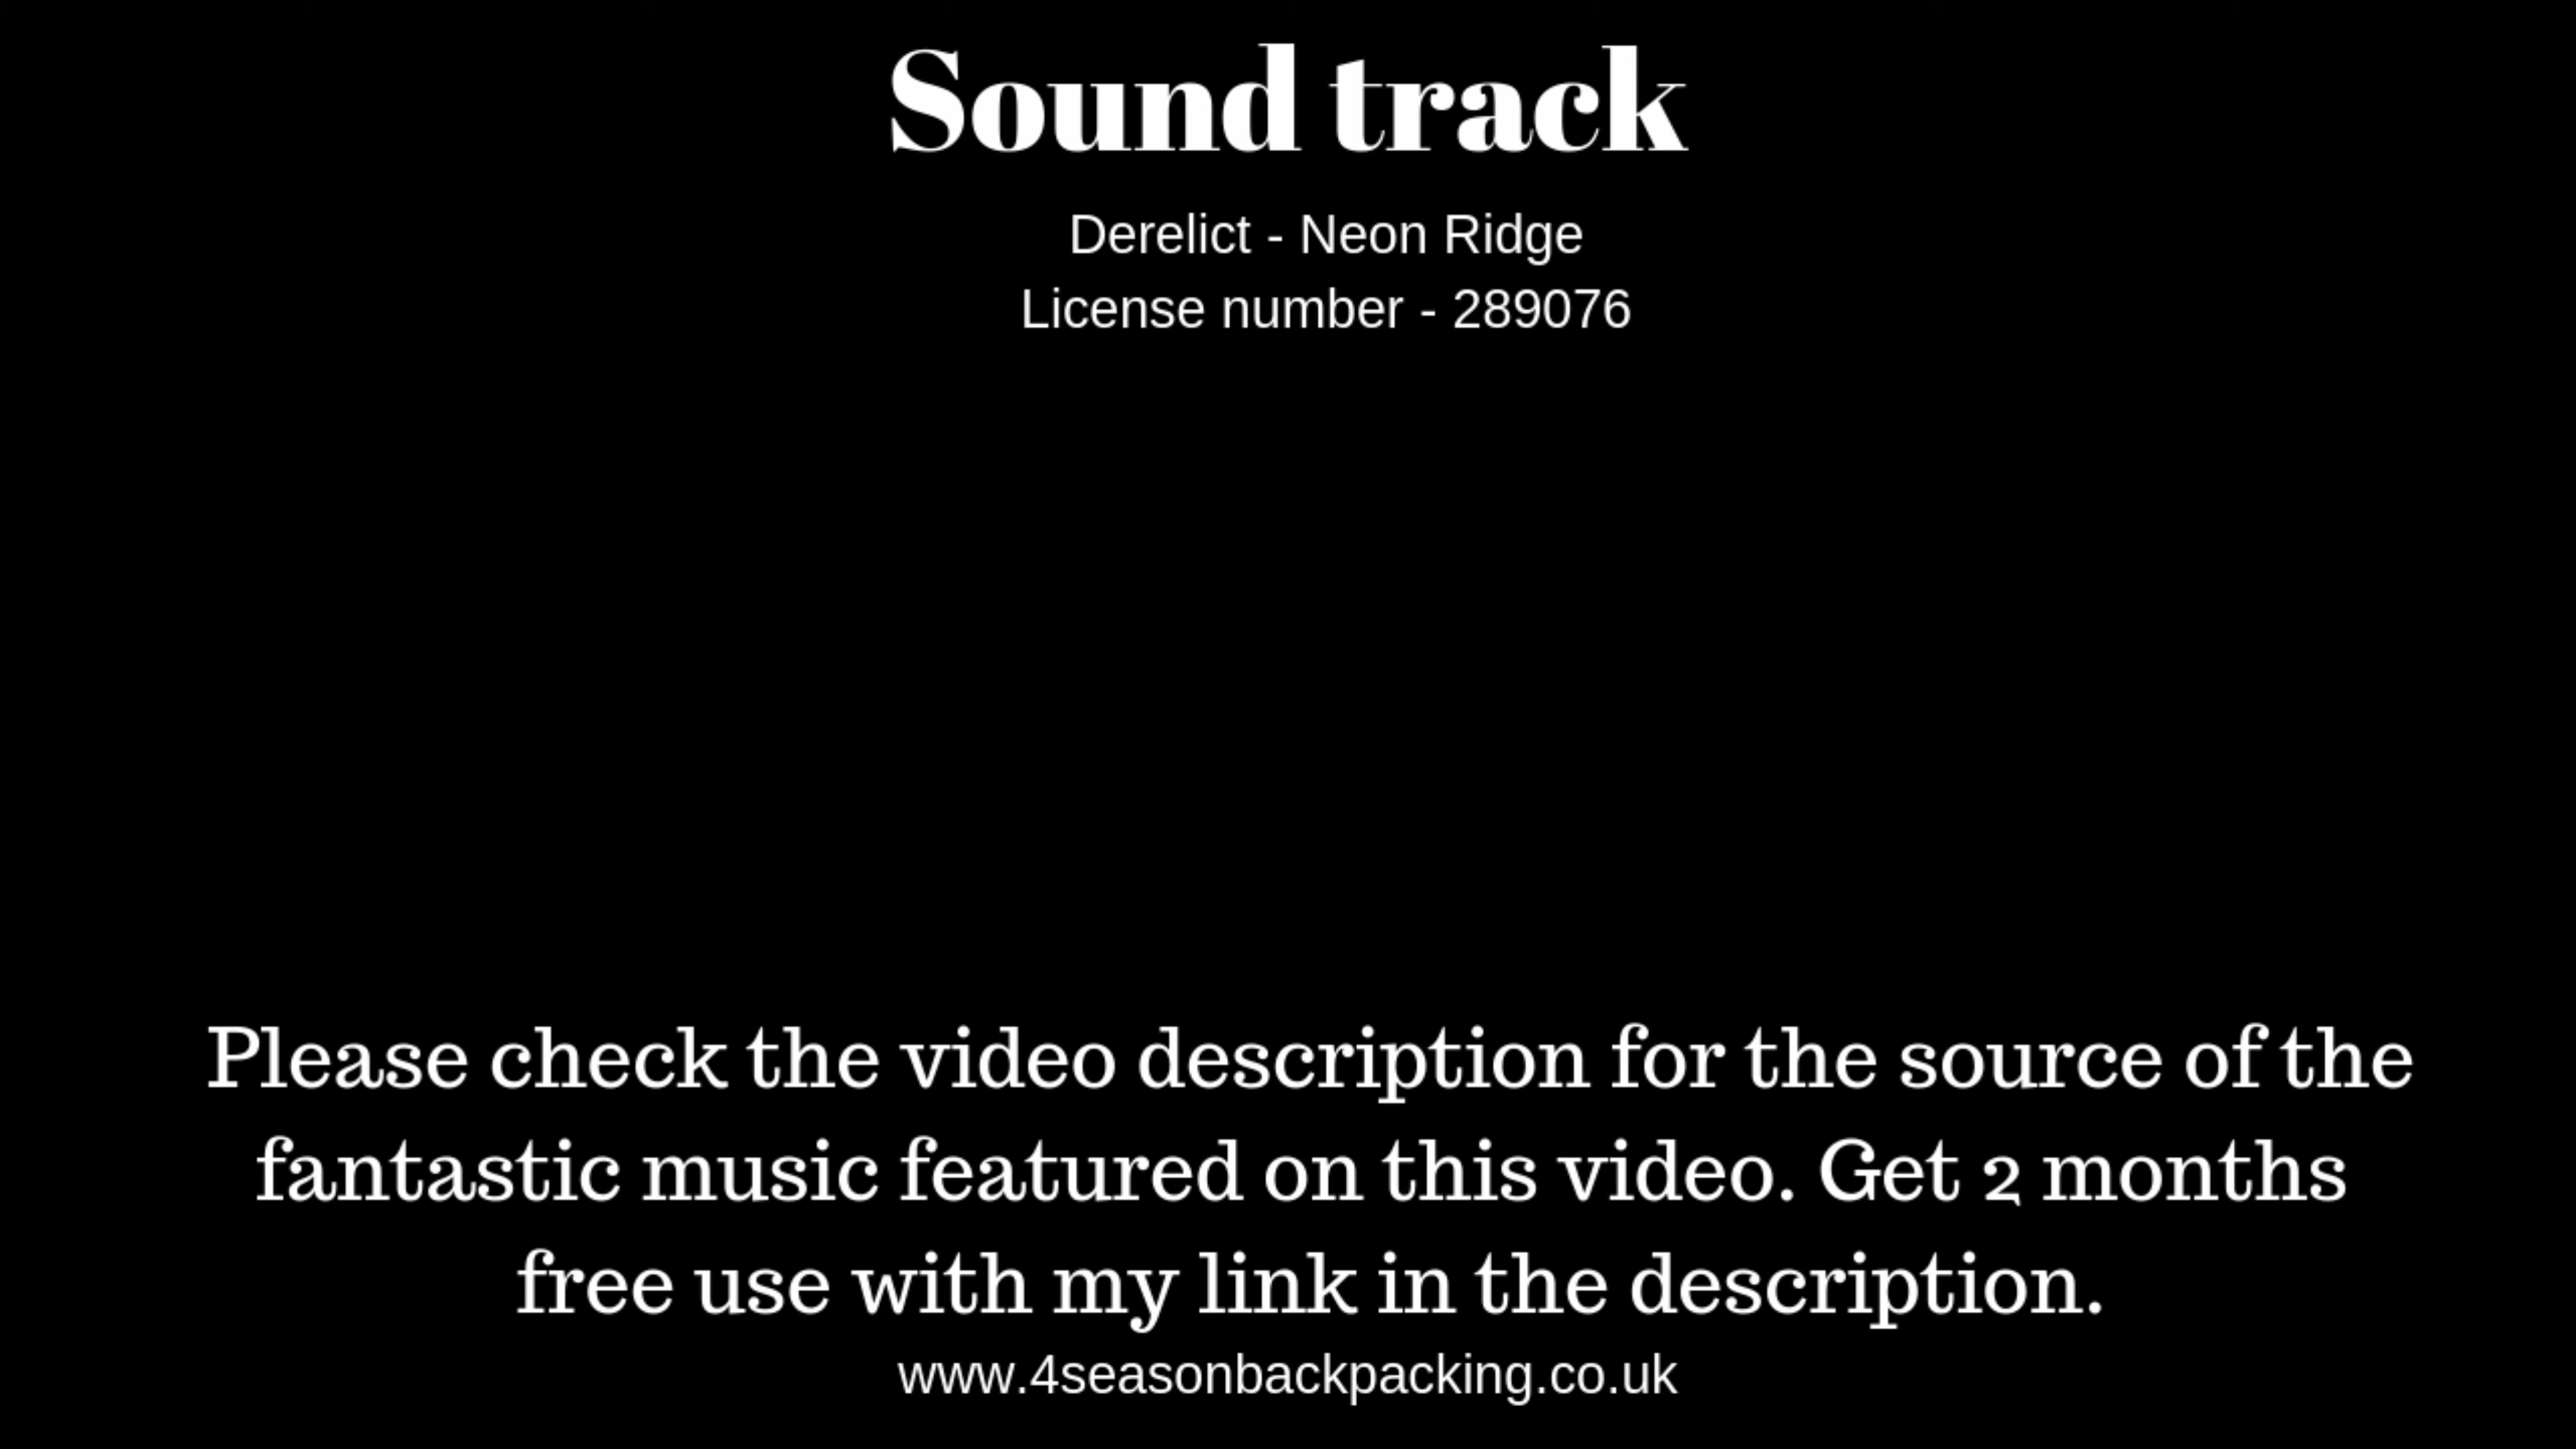 Sound track
Derelict - Neon Ridge
License number - 289076
Please check the video description for the source of the
fantastic music featured on this video. Get 2 months
free use with my link in the description.
www.4seasonbackpacking.co.uk